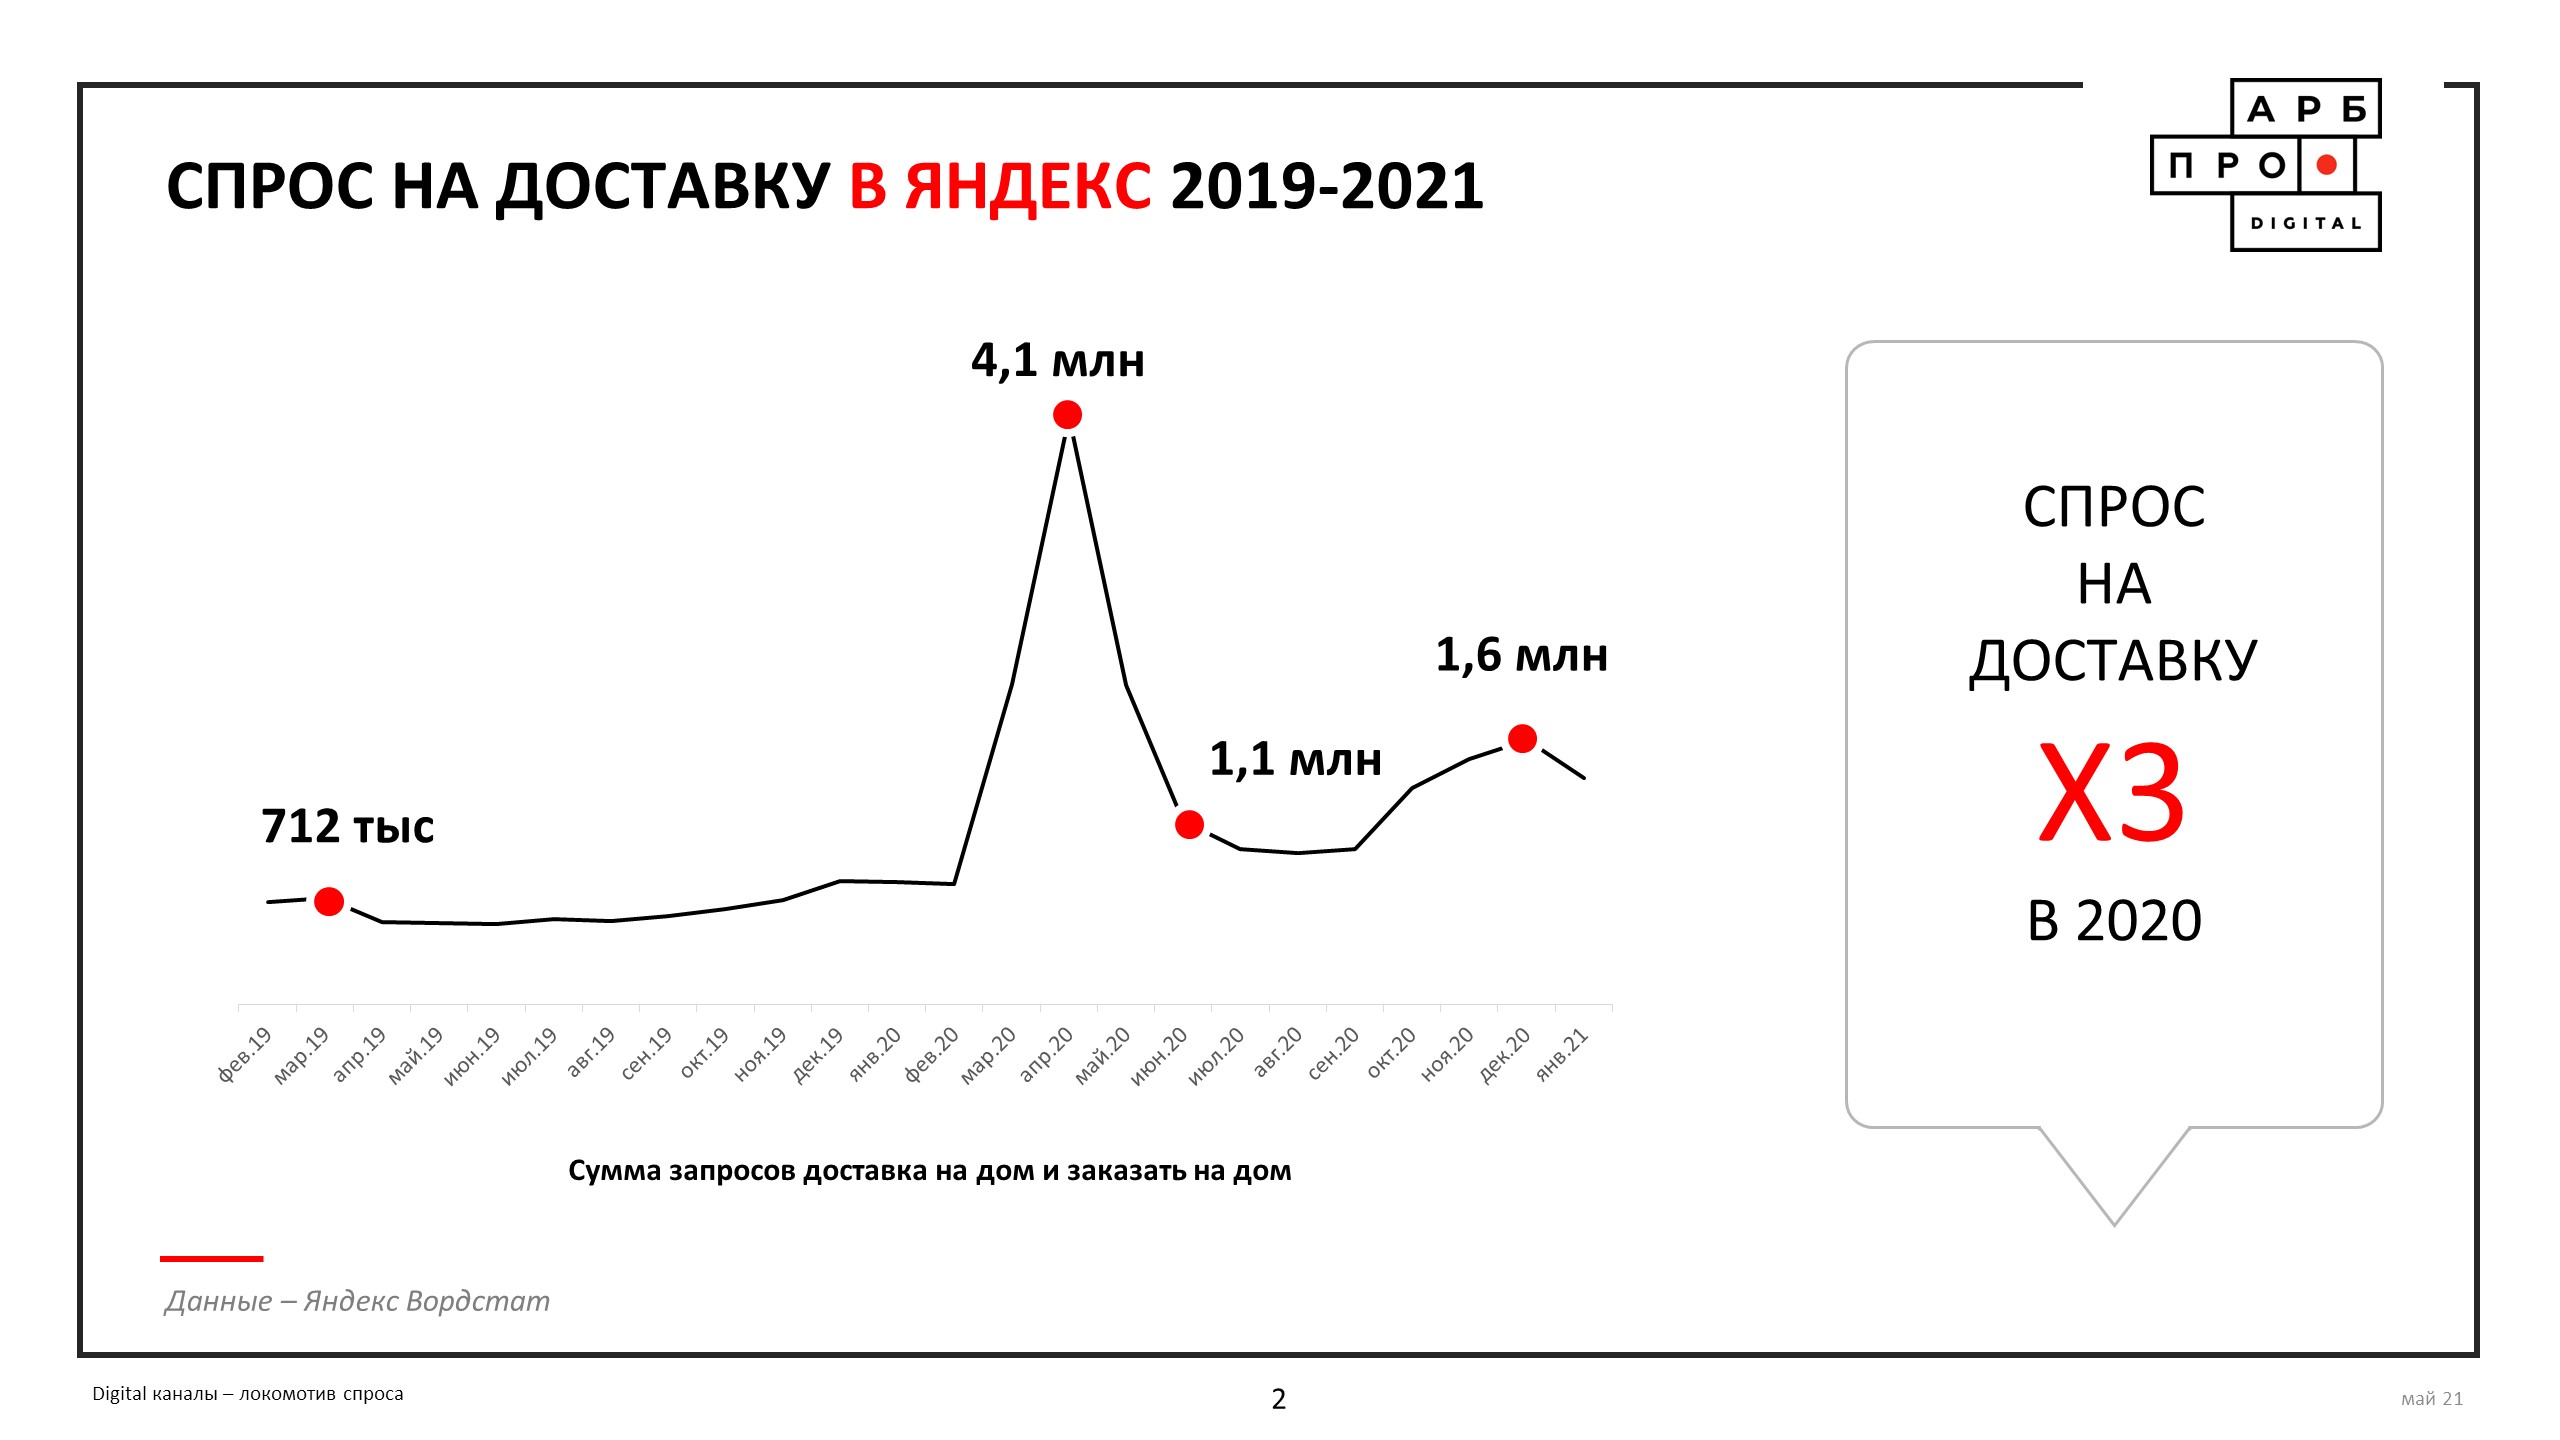 АРБ
ПРО
DIGITAL
СПРОС НА ДОСТАВКУ В ЯНДЕКС 2019-2021
4,1 млн
1,6 млн
1,1 млн
712 тыс
фев.19
мар.19
апр.19
май.19
июн.19
июл.19
авг.19
сен.19
окт.19
ноя.19
дек.19
янв.20
фев.20
мар.20
апр.20
май.20
июн.20
июл.20
авг.20
сен.20
окт.20
ноя.20
дек.20
янв.21
Сумма запросов доставка на дом и заказать на дом
СПРОС
НА
ДОСТАВКУ
Х3
В 2020
Данные – Яндекс Вордстат
Digital каналы – локомотив спроса
2
май 21